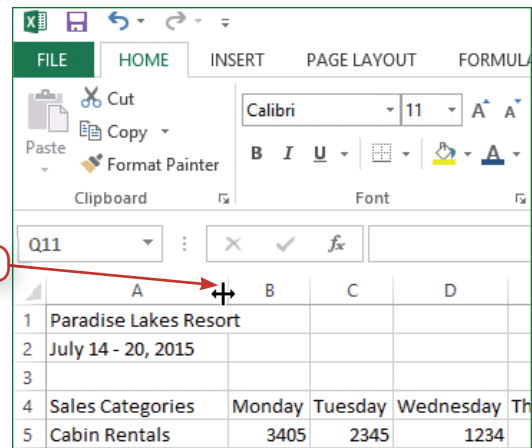 FILE HOME INSERT PAGE LAYOUT FORMULA
Cut
Calibri 11 A A
Copy
Paste
B I U A
Format Painter
Clipboard Font
Q11 fx
A B C D
1 Paradise Lakes Resort
2 July 14 - 20, 2015
3
4 Sales Categories Monday Tuesday Wednesday Th
5 Cabin Rentals 3405 2345 1234